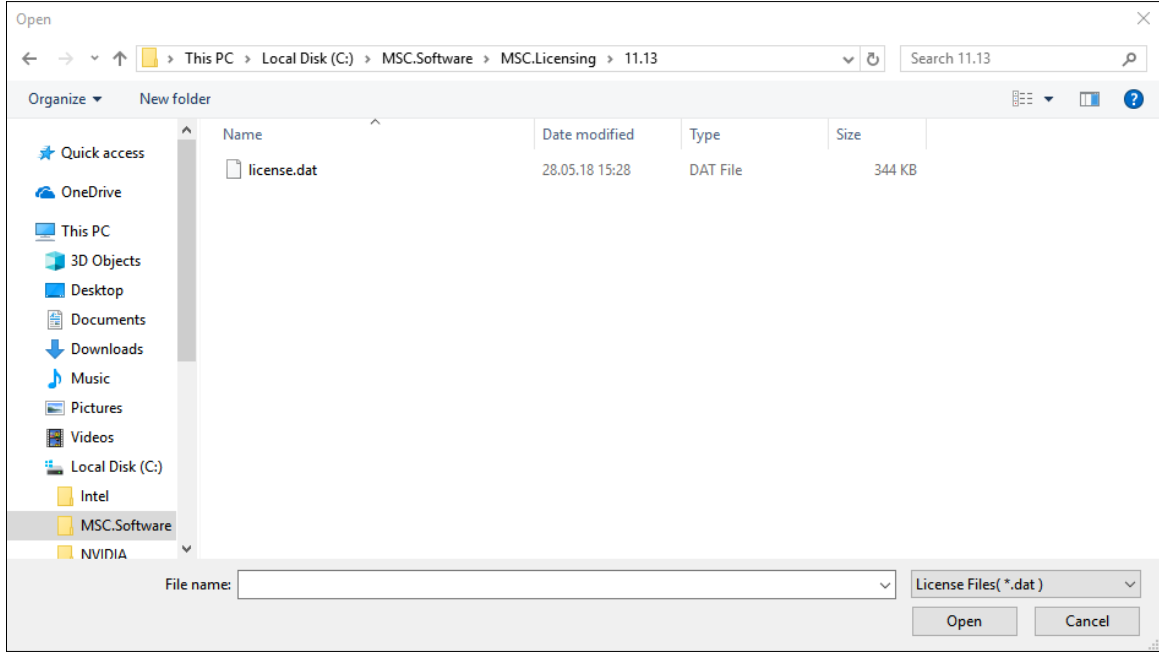 Open
This PC > Local Disk (C:) > MSC.Software > MSC.Licensing > 11.13
Search 11.13
Organize
New folder
?
Name
Date modified
Type
Size
license.dat
28.05.18 15:28
DAT File
344 KB
Quick access
OneDrive
This PC
3D Objects
Desktop
Documents
Downloads
Music
Pictures
Videos
Local Disk (C:)
Intel
MSC.Software
NVIDIA
File name:
License Files( *.dat )
Open
Cancel